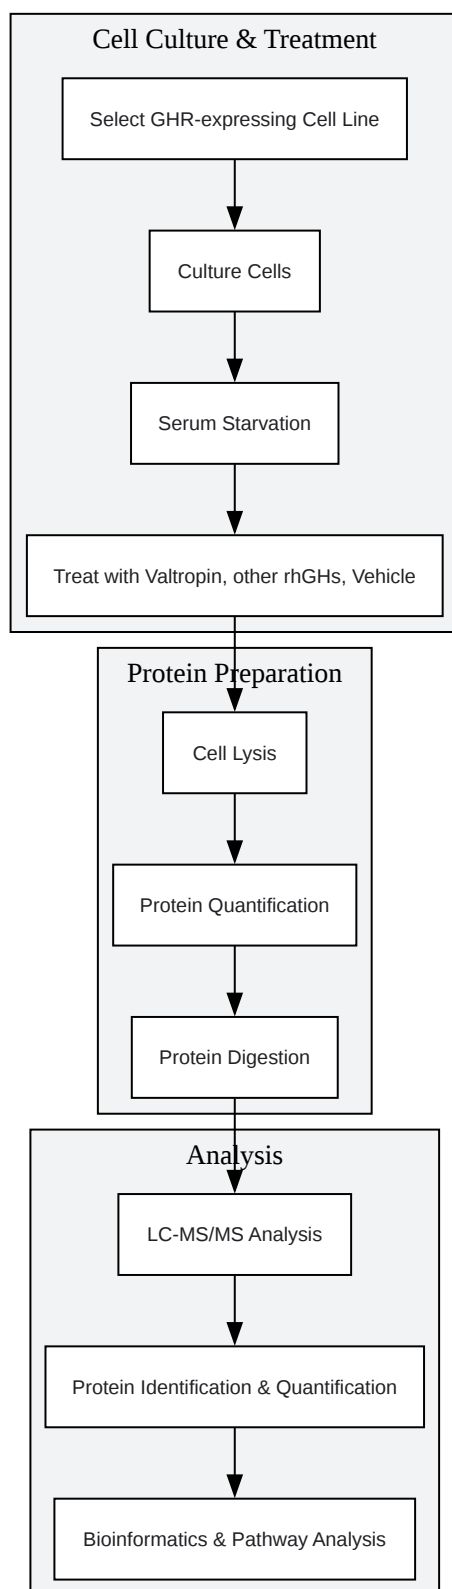 Cell Culture & Treatment
Select GHR-expressing Cell Line
Culture Cells
Serum Starvation
Treat with Valtropin, other rhGHs, Vehicle
Protein Preparation
Cell Lysis
Protein Quantification
Protein Digestion
Analysis
LC-MS/MS Analysis
Protein Identification & Quantification
Bioinformatics & Pathway Analysis